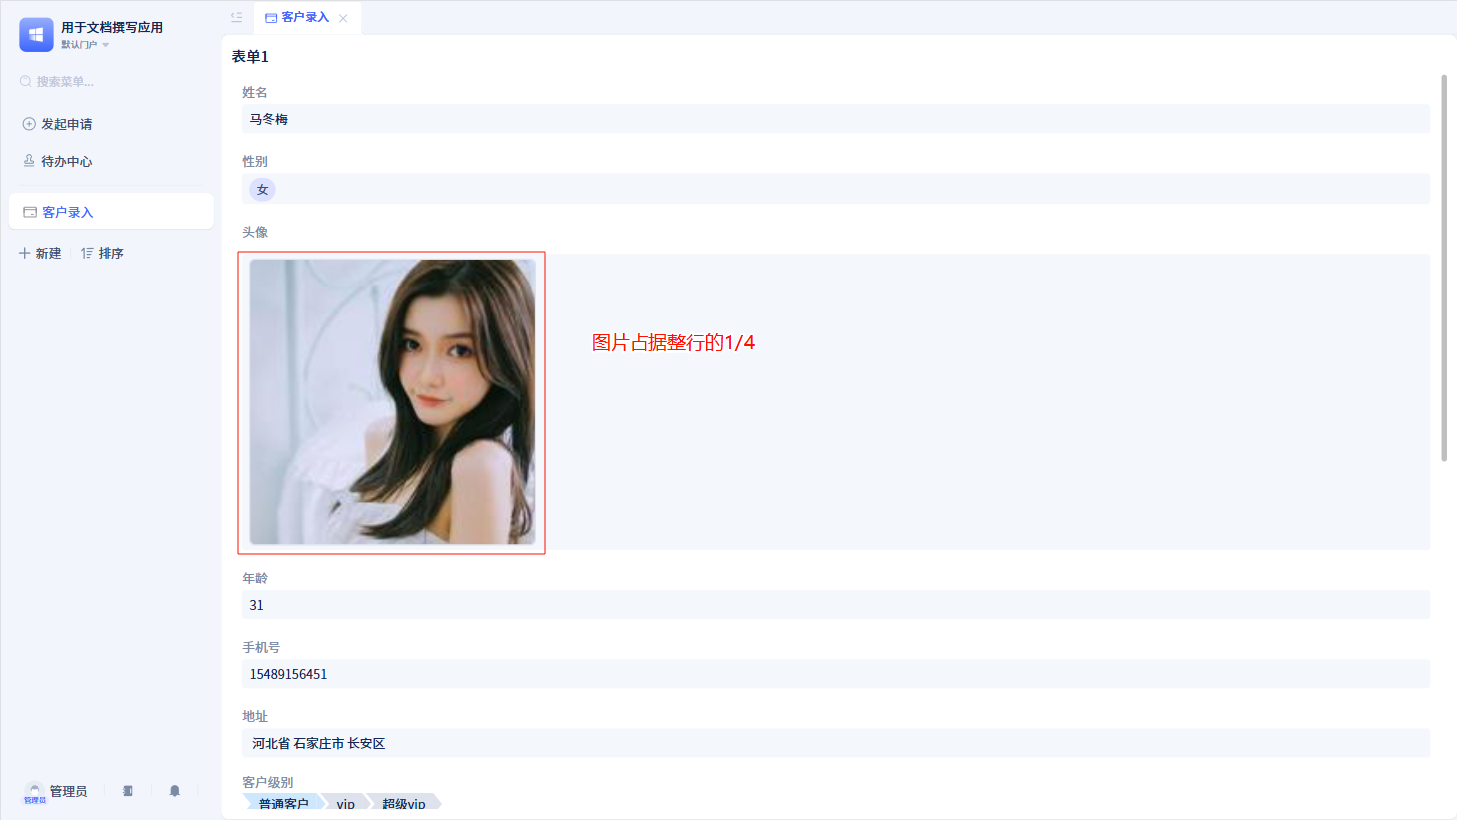 用于文档撰写应用
默认门户
搜索菜单...
发起申请
待办中心
客户录入
新建
排序
管理员
管理员
客户录入
表单1
姓名
马冬梅
性别
女
头像
图片占据整行的1/4
年龄
31
手机号
15489156451
地址
河北省 石家庄市 长安区
客户级别
普通客户
vip
超级vip